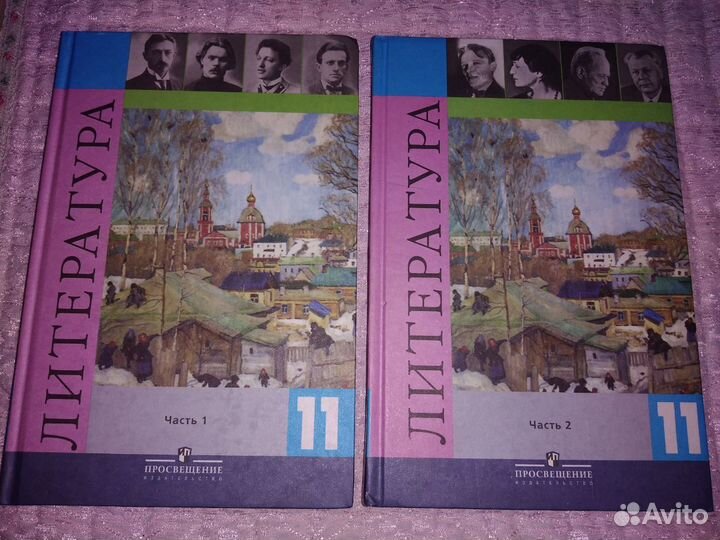 ЛИТЕРАТУРА
Часть 1
11
ПРОСВЕЩЕНИЕ
ИЗДАТЕЛЬСТВО
ЛИТЕРАТУРА
Часть 2
11
ПРОСВЕЩЕНИЕ
ИЗДАТЕЛЬСТВО
Avito